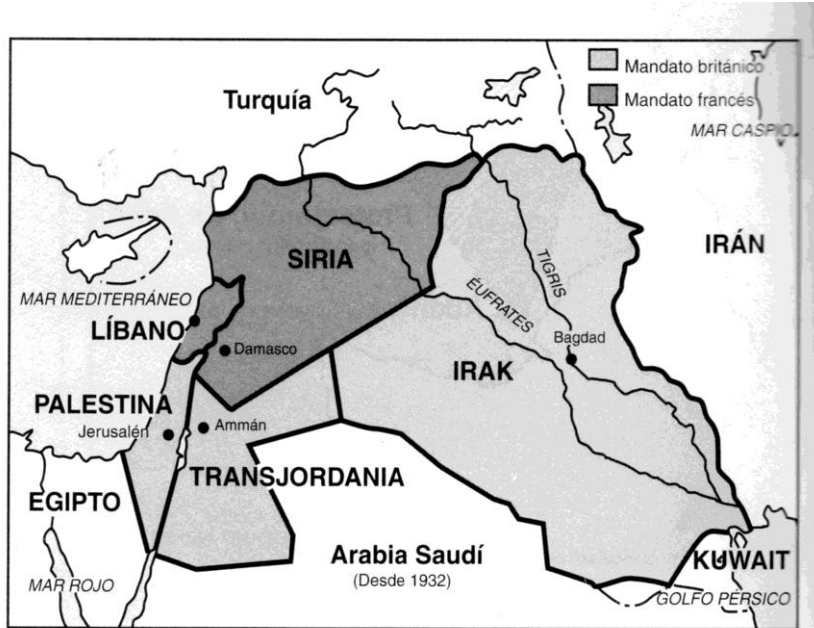 Mandato británico
Mandato francés
Turquía
MAR CASPIO
IRÁN
SIRIA
TIGRIS
ÉUFRATES
MAR MEDITERRÁNEO
LÍBANO
Damasco
Bagdad
IRAK
PALESTINA
Jerusalén
Ammán
TRANSJORDANIA
EGIPTO
Arabia Saudí
(Desde 1932)
KUWAIT
MAR ROJO
GOLFO PÉRSICO